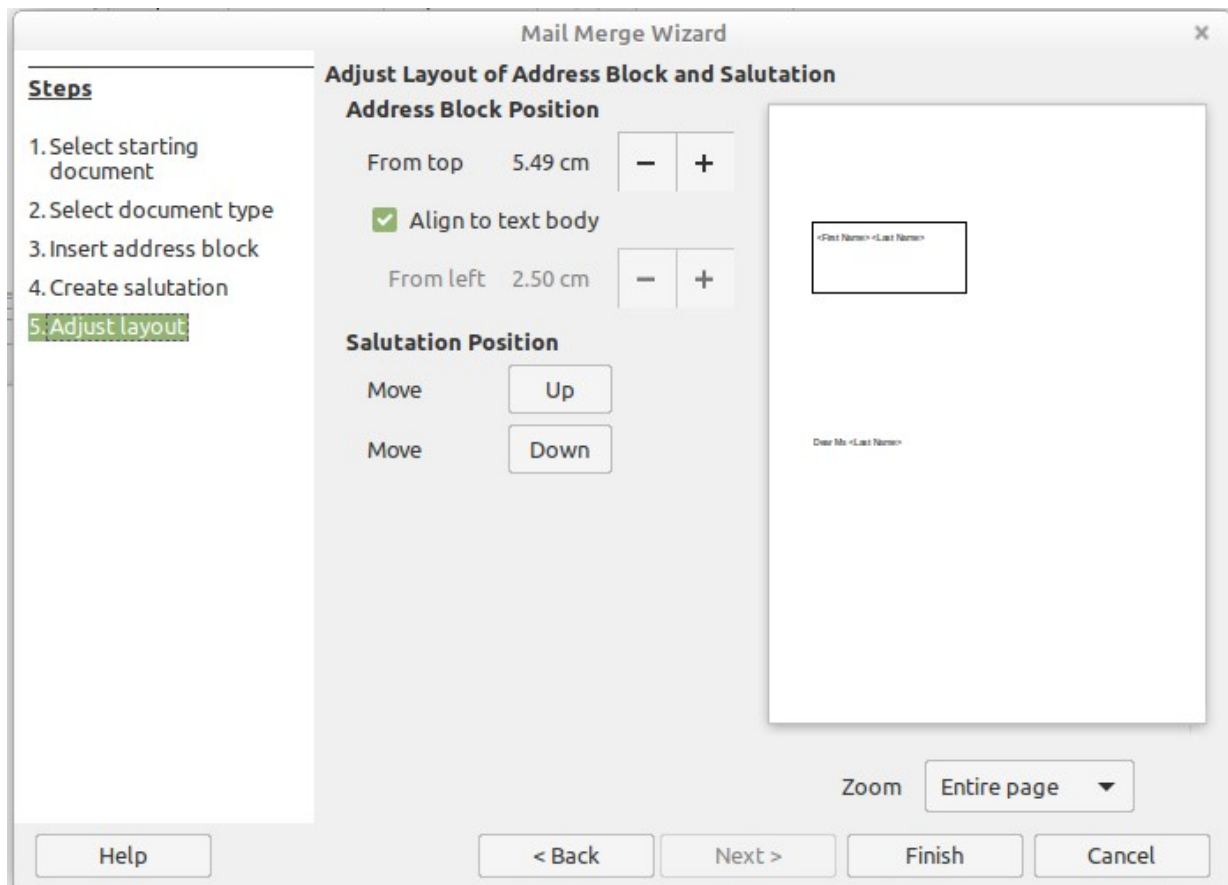 Mail Merge Wizard
Steps
1. Select starting
document
2. Select document type
3. Insert address block
4. Create salutation
5. Adjust layout
Adjust Layout of Address Block and Salutation
Address Block Position
From top 5.49 cm − +
Align to text body
From left 2.50 cm − +
Salutation Position
Move Up
Move Down
<First Name> <Last Name>
Dear Ms <Last Name>
Zoom Entire page
Help < Back Next > Finish Cancel